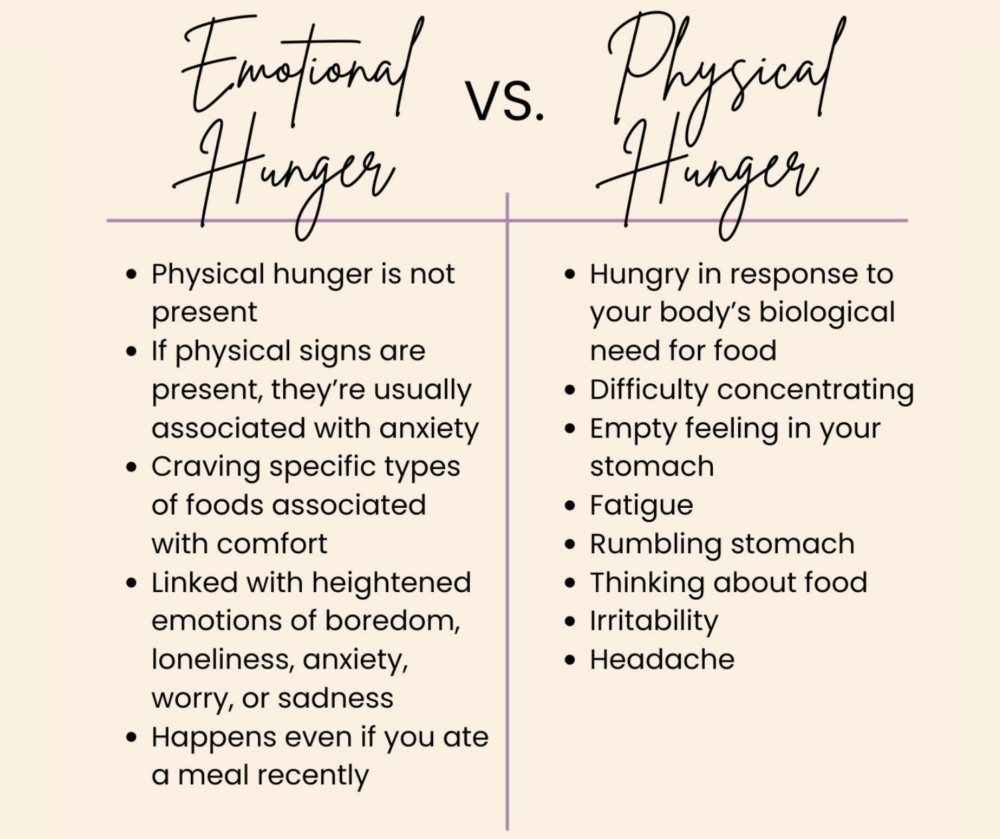 Emotional
Hunger
vs.
Physical
Hunger
• Physical hunger is not
present
• If physical signs are
present, they’re usually
associated with anxiety
• Craving specific types
of foods associated
with comfort
• Linked with heightened
emotions of boredom,
loneliness, anxiety,
worry, or sadness
• Happens even if you ate
a meal recently
• Hungry in response to
your body’s biological
need for food
• Difficulty concentrating
• Empty feeling in your
stomach
• Fatigue
• Rumbling stomach
• Thinking about food
• Irritability
• Headache